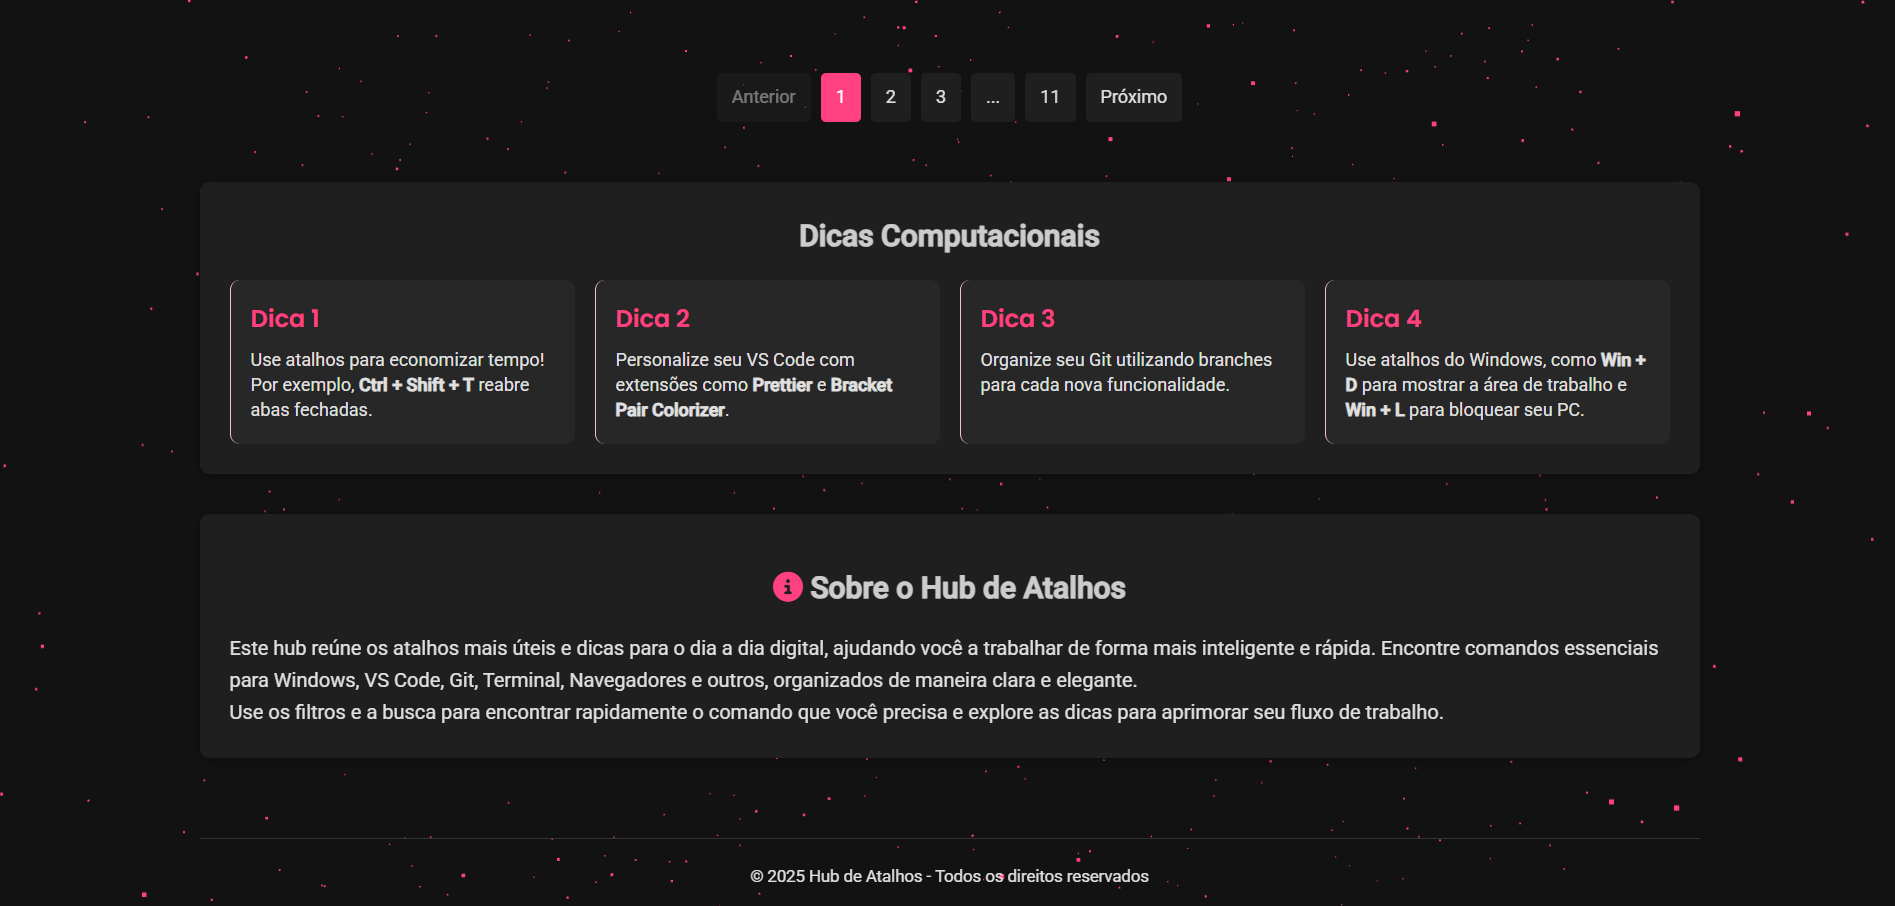 Anterior 1 2 3 ... 11 Próximo
Dicas Computacionais
Dica 1
Use atalhos para economizar tempo!
Por exemplo, Ctrl + Shift + T reabre
abas fechadas.
Dica 2
Personalize seu VS Code com
extensões como Prettier e Bracket
Pair Colorizer.
Dica 3
Organize seu Git utilizando branches
para cada nova funcionalidade.
Dica 4
Use atalhos do Windows, como Win +
D para mostrar a área de trabalho e
Win + L para bloquear seu PC.
Sobre o Hub de Atalhos
Este hub reúne os atalhos mais úteis e dicas para o dia a dia digital, ajudando você a trabalhar de forma mais inteligente e rápida. Encontre comandos essenciais
para Windows, VS Code, Git, Terminal, Navegadores e outros, organizados de maneira clara e elegante.
Use os filtros e a busca para encontrar rapidamente o comando que você precisa e explore as dicas para aprimorar seu fluxo de trabalho.
© 2025 Hub de Atalhos - Todos os direitos reservados